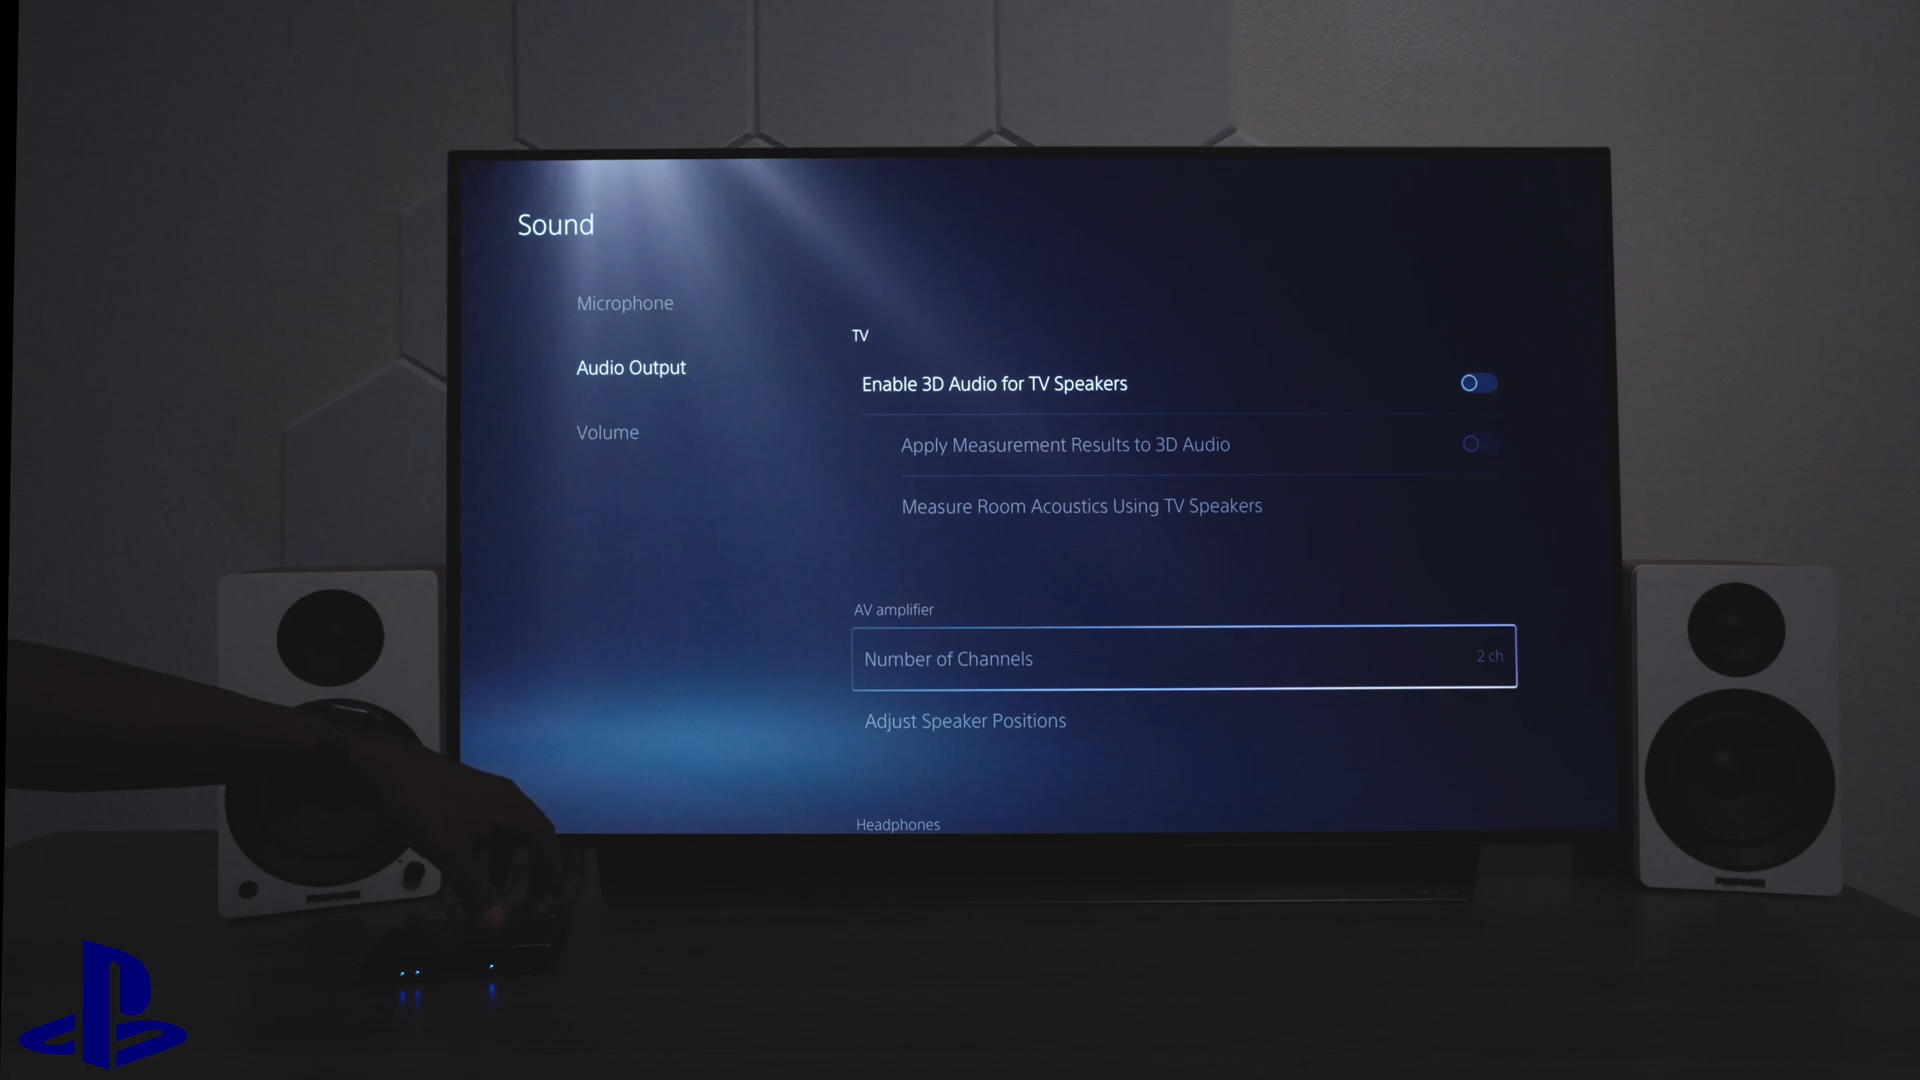 Sound
Microphone
Audio Output
Volume
TV
Enable 3D Audio for TV Speakers
Apply Measurement Results to 3D Audio
Measure Room Acoustics Using TV Speakers
AV amplifier
Number of Channels 2 ch
Adjust Speaker Positions
Headphones